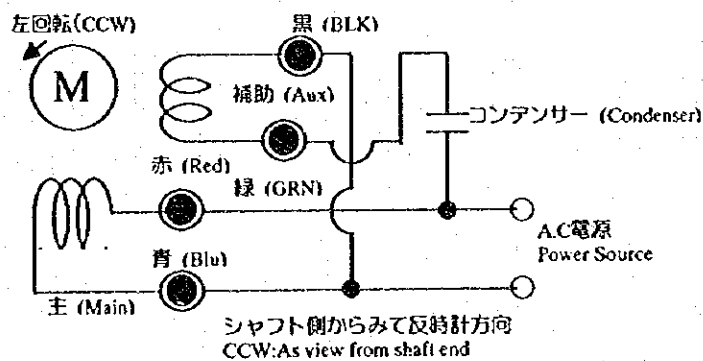 左回転(CCW)
M
黒 (BLK)
補助 (Aux)
コンデンサー (Condenser)
赤 (Red)
緑 (GRN)
A.C電源
Power Source
青 (Blu)
主 (Main)
シャフト側からみて反時計方向
CCW:As view from shaft end